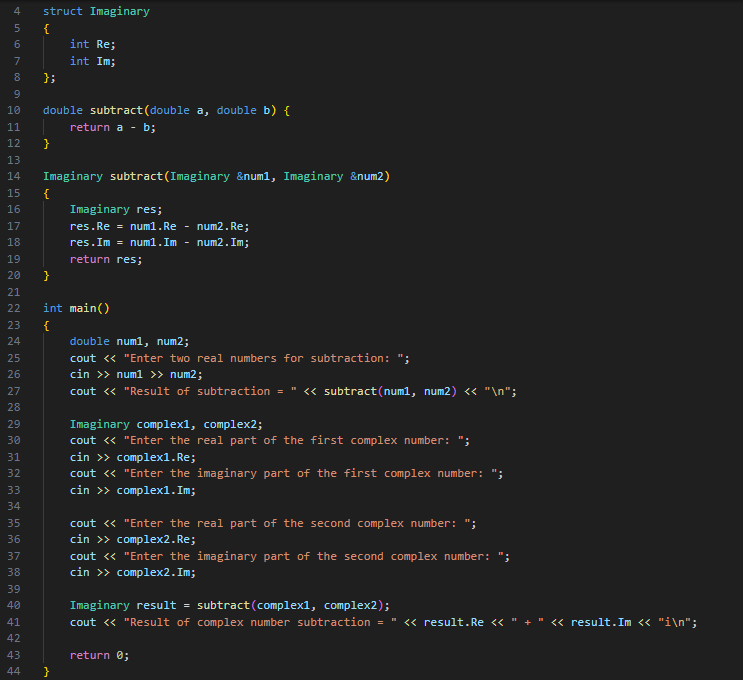 4 struct Imaginary
5 {
6     int Re;
7     int Im;
8 };
9
10 double subtract(double a, double b) {
11     return a - b;
12 }
13
14 Imaginary subtract(Imaginary &num1, Imaginary &num2)
15 {
16     Imaginary res;
17     res.Re = num1.Re - num2.Re;
18     res.Im = num1.Im - num2.Im;
19     return res;
20 }
21
22 int main()
23 {
24     double num1, num2;
25     cout << "Enter two real numbers for subtraction: ";
26     cin >> num1 >> num2;
27     cout << "Result of subtraction = " << subtract(num1, num2) << "\n";
28
29     Imaginary complex1, complex2;
30     cout << "Enter the real part of the first complex number: ";
31     cin >> complex1.Re;
32     cout << "Enter the imaginary part of the first complex number: ";
33     cin >> complex1.Im;
34
35     cout << "Enter the real part of the second complex number: ";
36     cin >> complex2.Re;
37     cout << "Enter the imaginary part of the second complex number: ";
38     cin >> complex2.Im;
39
40     Imaginary result = subtract(complex1, complex2);
41     cout << "Result of complex number subtraction = " << result.Re << " + " << result.Im << "i\n";
42
43     return 0;
44 }